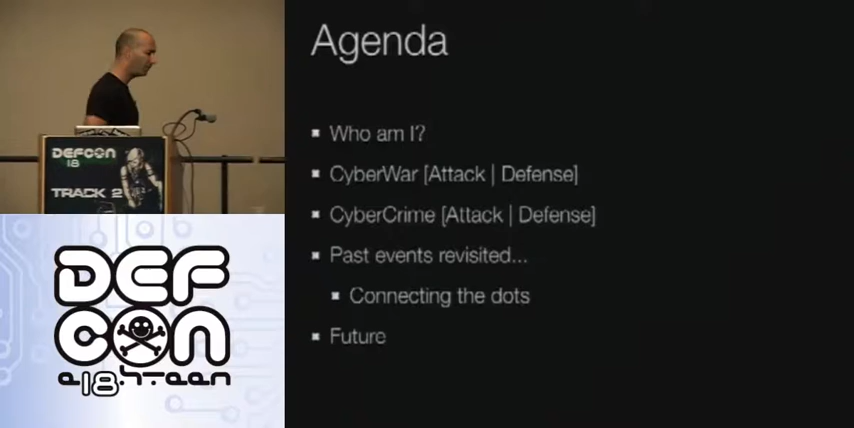 Agenda
Who am I?
CyberWar [Attack | Defense]
CyberCrime [Attack | Defense]
Past events revisited...
Connecting the dots
Future
DEFCON
18
TRACK 2
DEF
CON
e18hteen